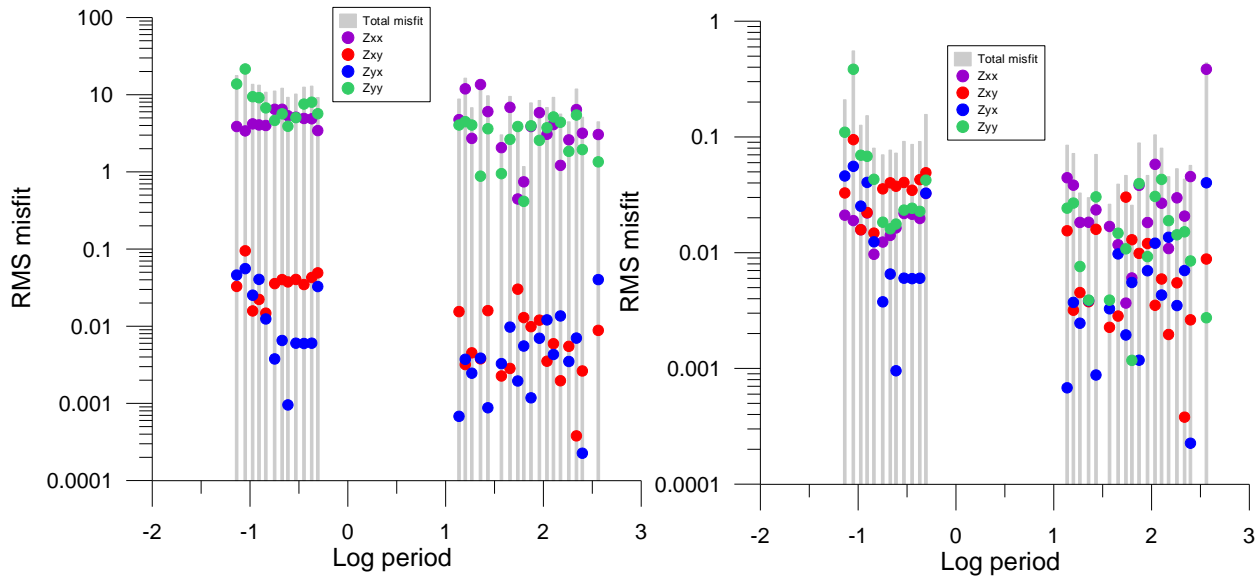 100
10
1
0.1
0.01
0.001
0.0001
RMS misfit
-2
-1
0
1
2
3
Log period
Total misfit
Zxx
Zxy
Zyx
Zyy
1
0.1
0.01
0.001
0.0001
RMS misfit
-2
-1
0
1
2
3
Log period
Total misfit
Zxx
Zxy
Zyx
Zyy